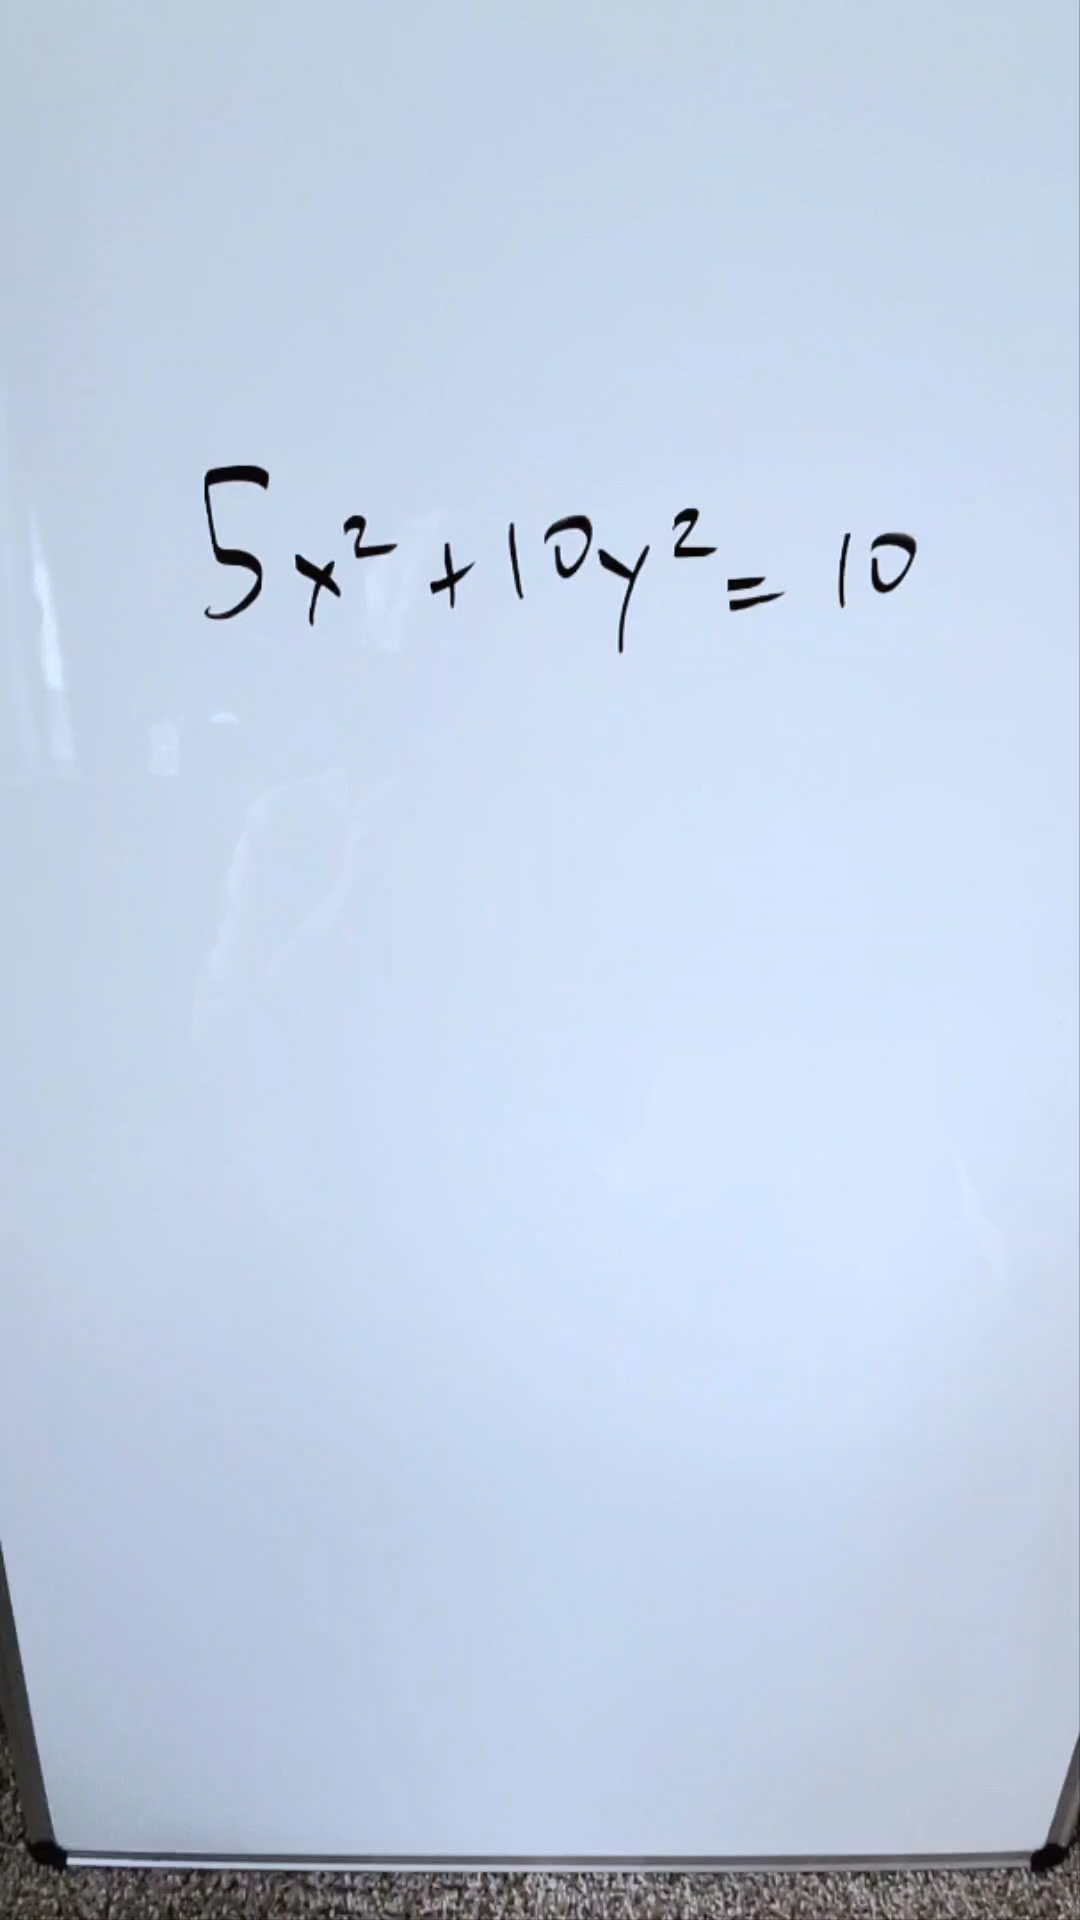 5x² + 10y² = 10